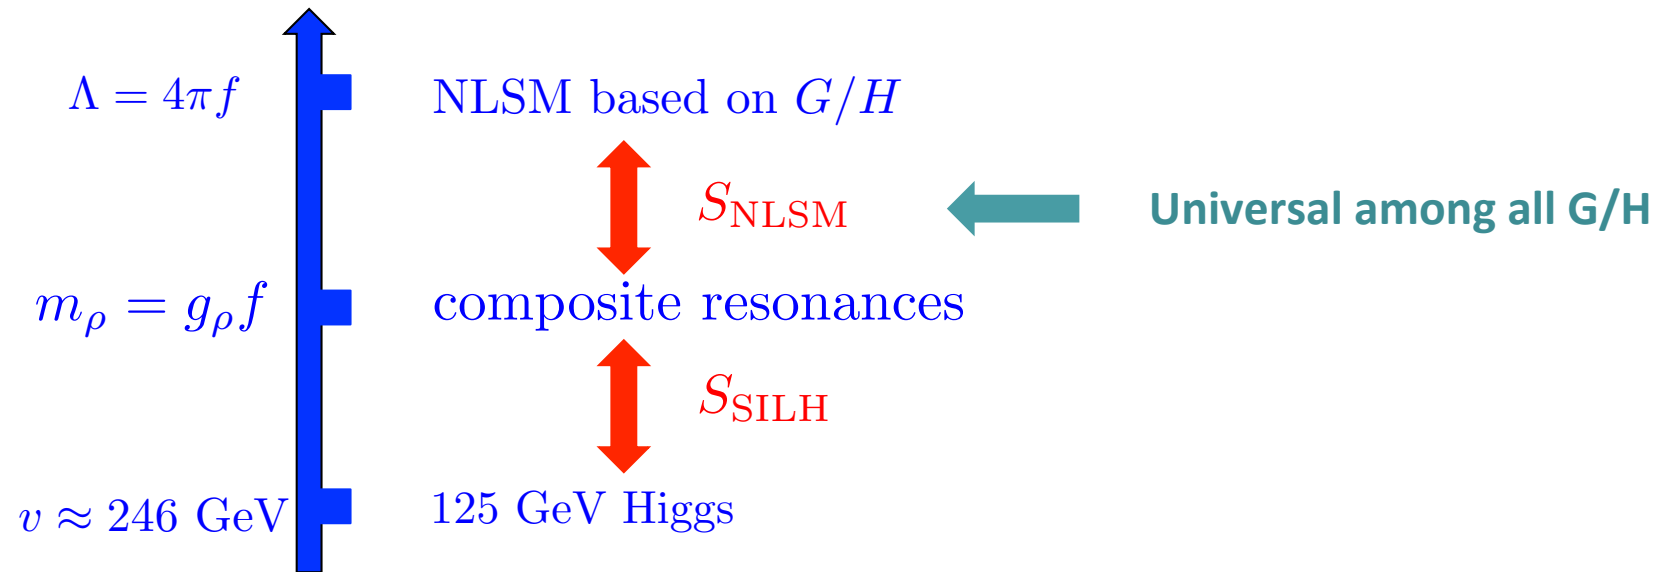 Λ = 4πf
NLSM based on G/H
S_NLSM
Universal among all G/H
m_ρ = g_ρ f
composite resonances
S_SILH
v ≈ 246 GeV
125 GeV Higgs